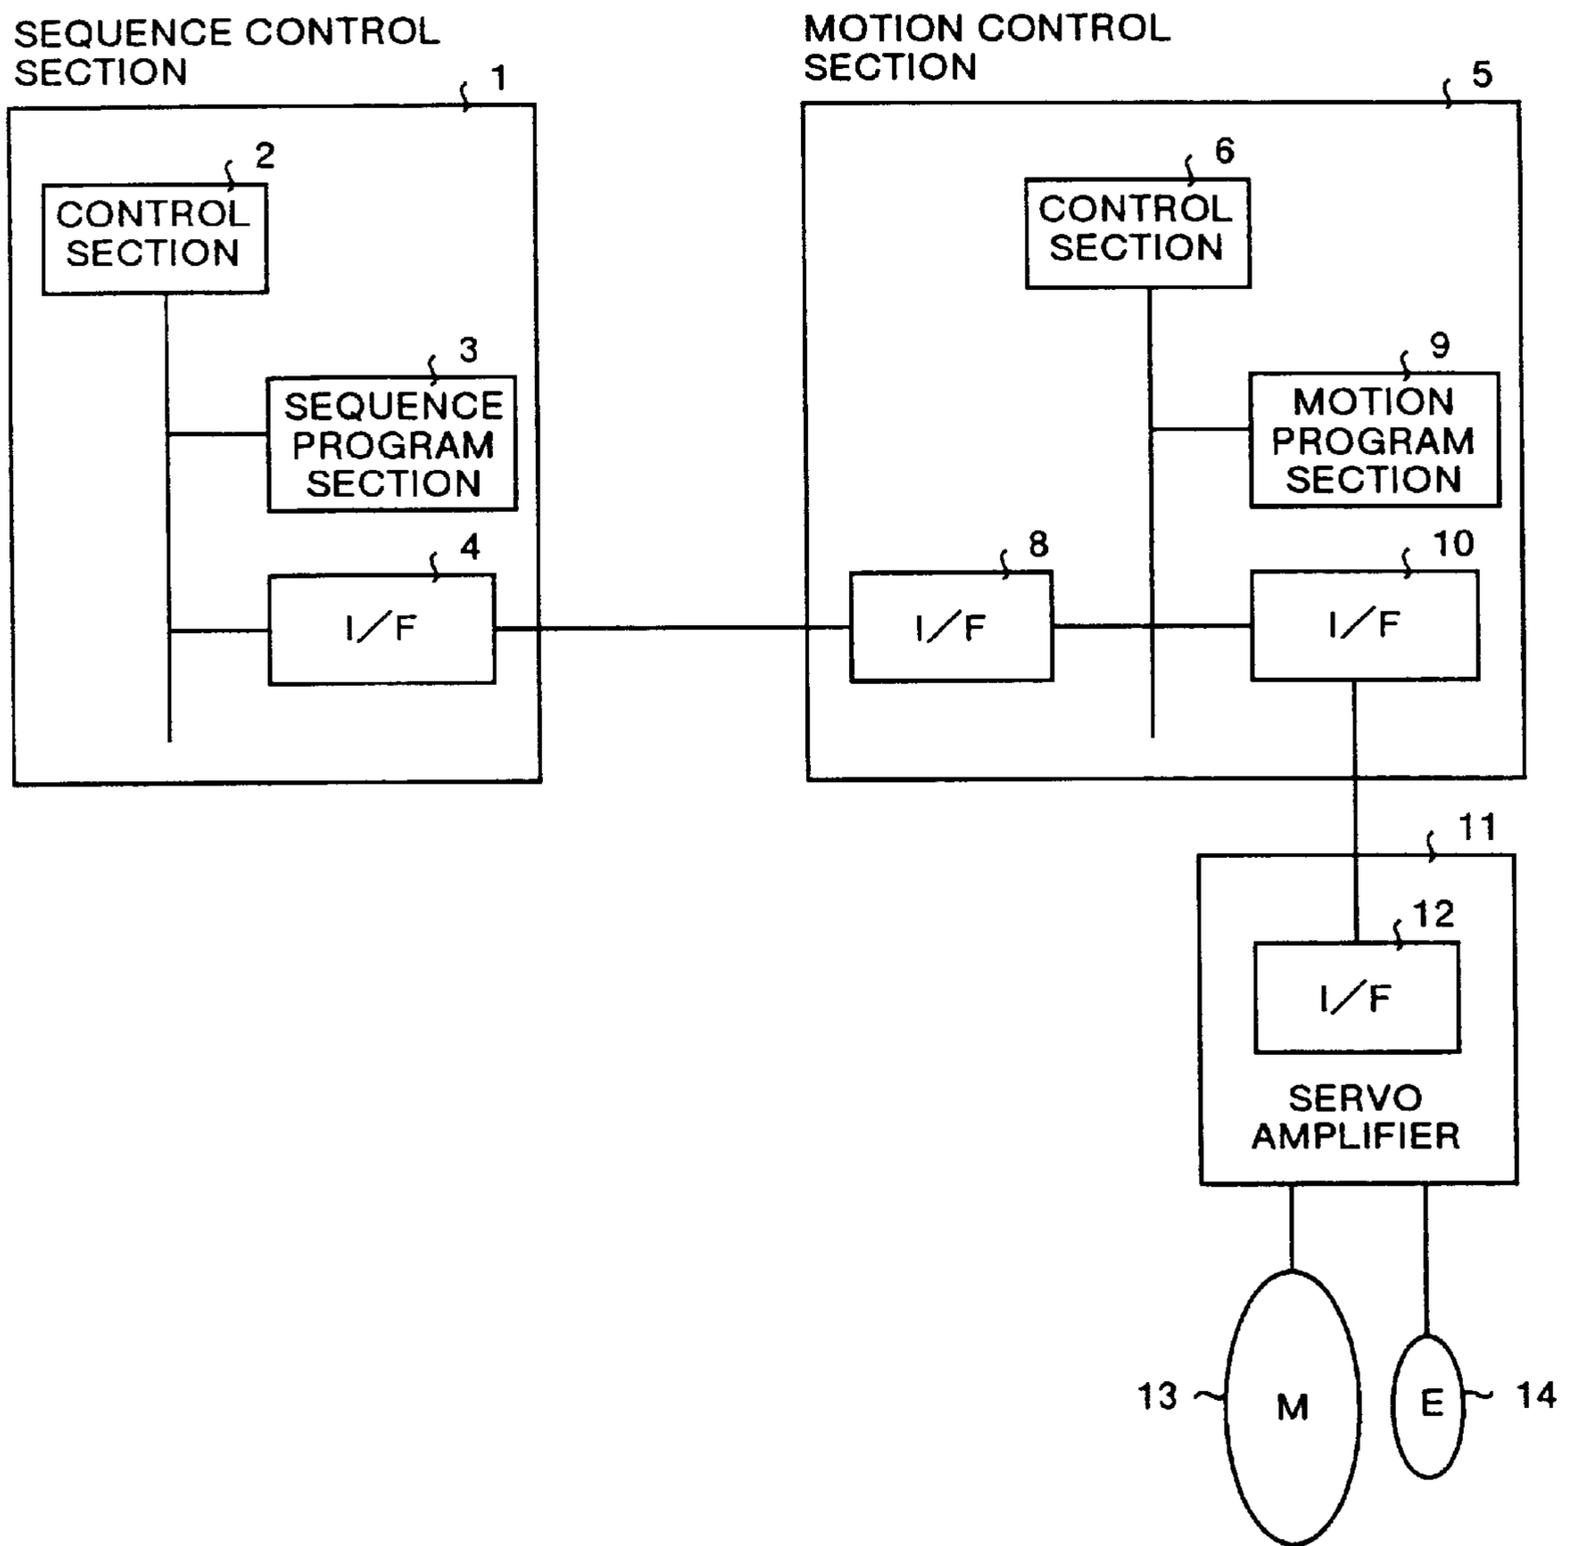 SEQUENCE CONTROL
SECTION
1
2
CONTROL
SECTION
3
SEQUENCE
PROGRAM
SECTION
4
I/F
MOTION CONTROL
SECTION
5
6
CONTROL
SECTION
9
MOTION
PROGRAM
SECTION
8
I/F
10
I/F
11
12
I/F
SERVO
AMPLIFIER
13
M
E
14